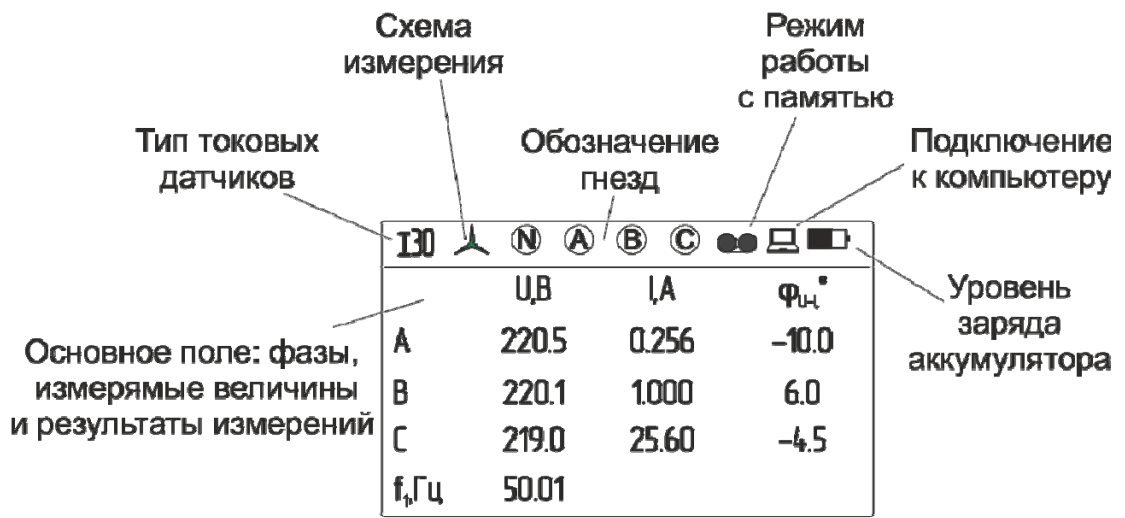 Схема
измерения
Режим
работы
с памятью
Тип токовых
датчиков
Обозначение
гнезд
Подключение
к компьютеру
I30 N A B C
U,В I,А φU-I,°
A 220.5 0.256 -10.0
B 220.1 1.000 6.0
C 219.0 25.60 -4.5
f1,Гц 50.01
Основное поле: фазы,
измерямые величины
и результаты измерений
Уровень
заряда
аккумулятора